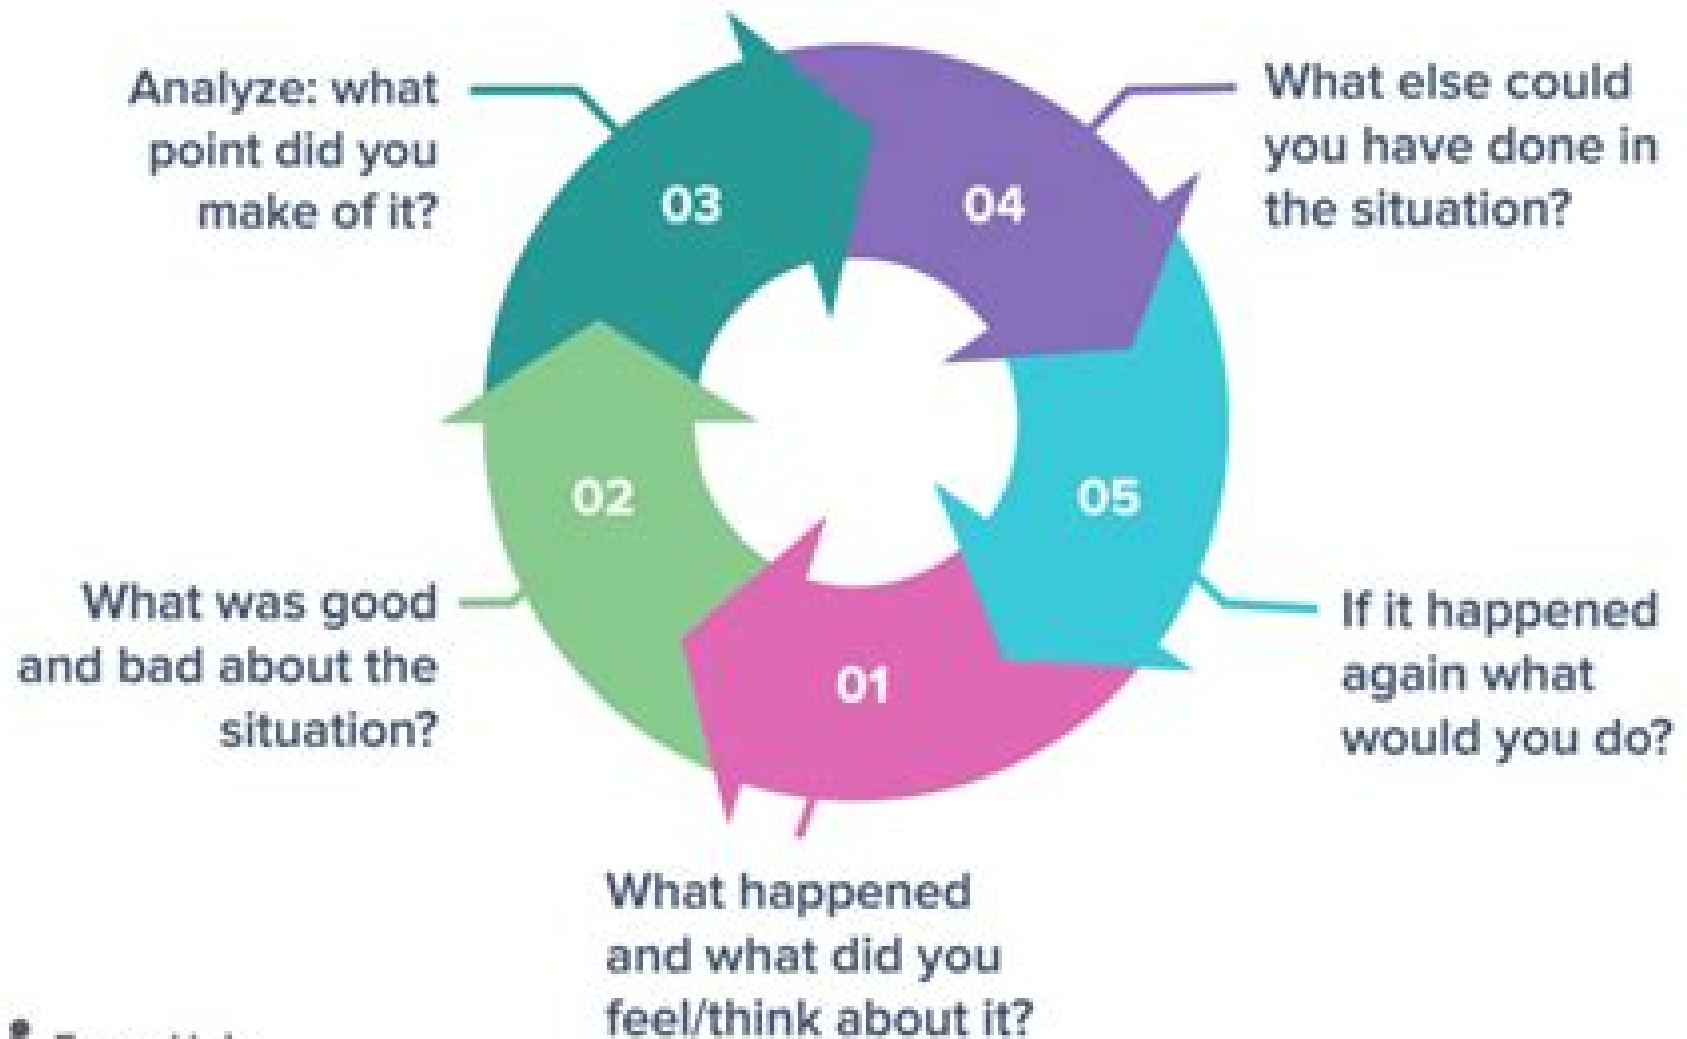 Analyze: what
point did you
make of it?
03
04
What else could
you have done in
the situation?
02
05
What was good
and bad about the
situation?
If it happened
again what
would you do?
01
What happened
and what did you
feel/think about it?